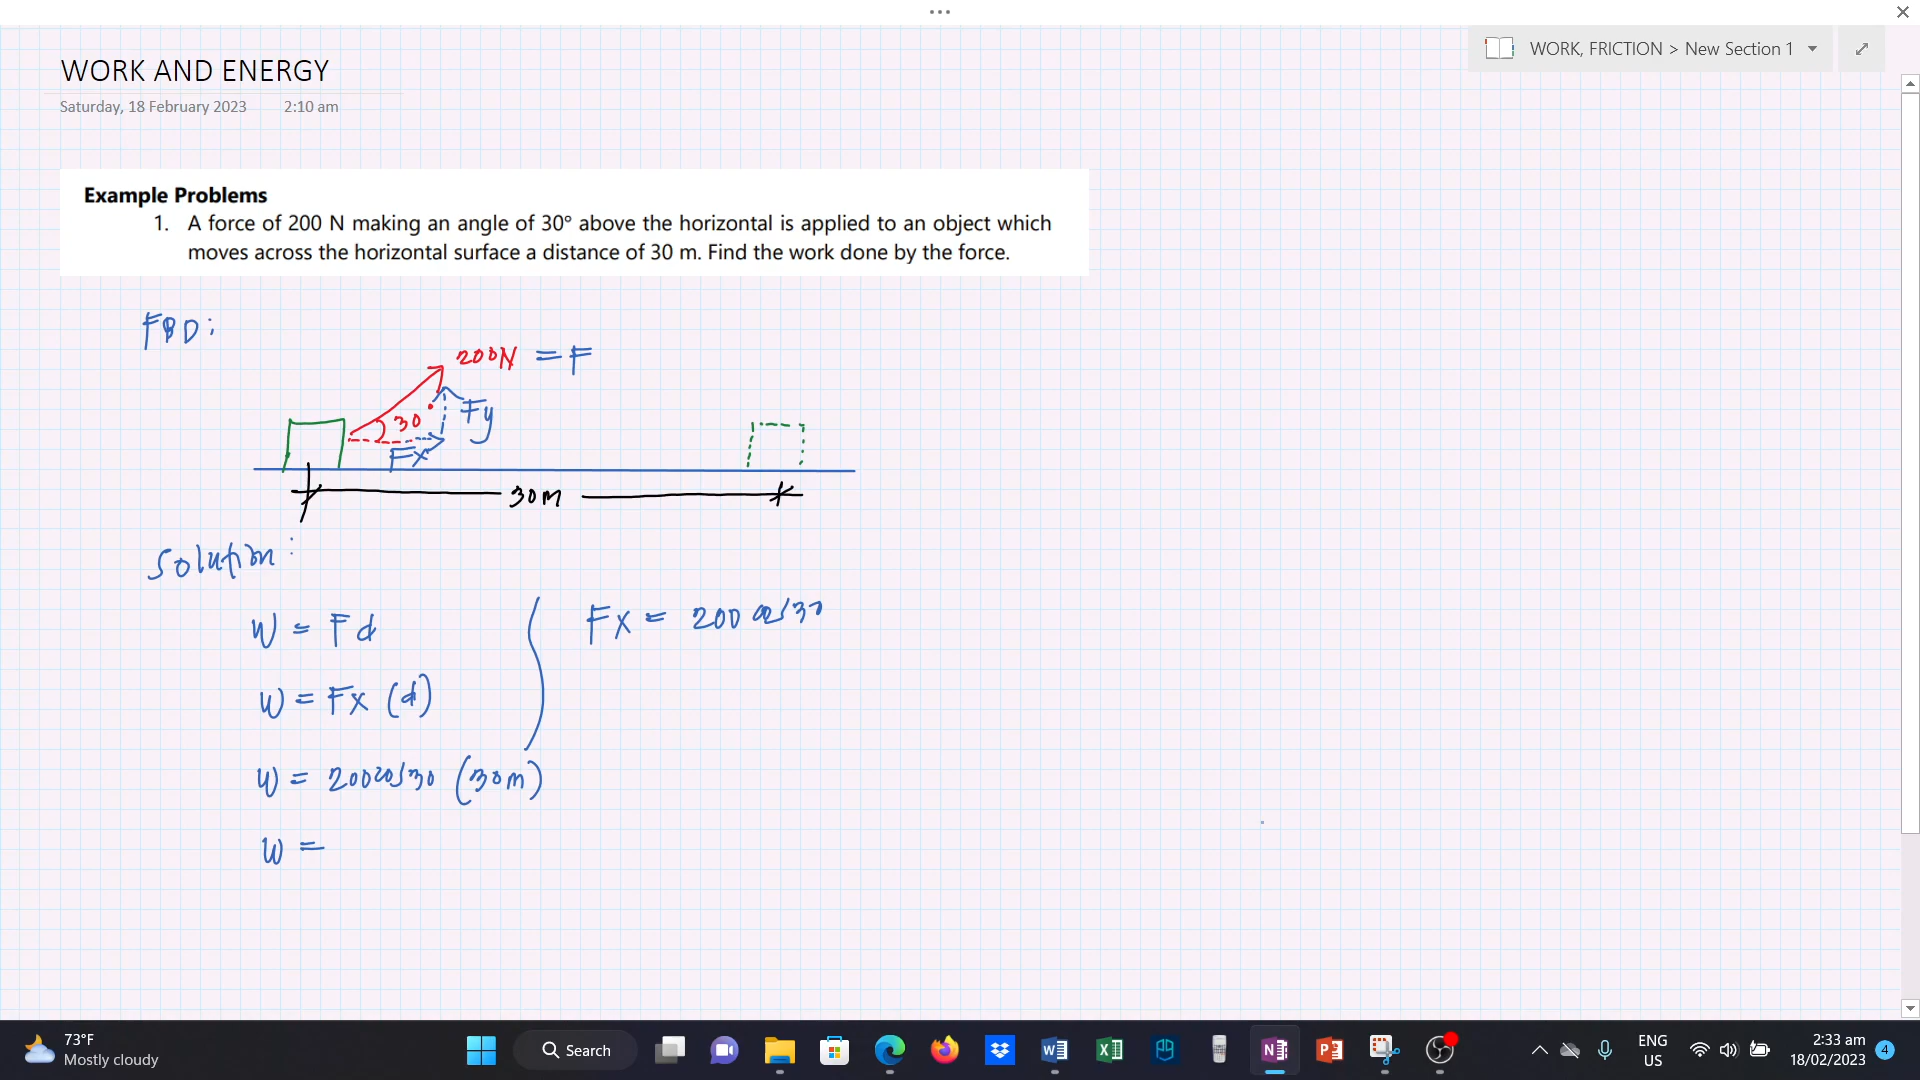 WORK, FRICTION > New Section 1
WORK AND ENERGY
Saturday, 18 February 2023 2:10 am
Example Problems
1. A force of 200 N making an angle of 30° above the horizontal is applied to an object which
moves across the horizontal surface a distance of 30 m. Find the work done by the force.
FBD:
200N = F
30°
Fy
Fx
30m
Solution:
W = Fd
Fx = 200 cos30
W = Fx (d)
W = 200cos30 (30m)
W =
73°F
Mostly cloudy
Search
ENG
US
2:33 am
18/02/2023
4